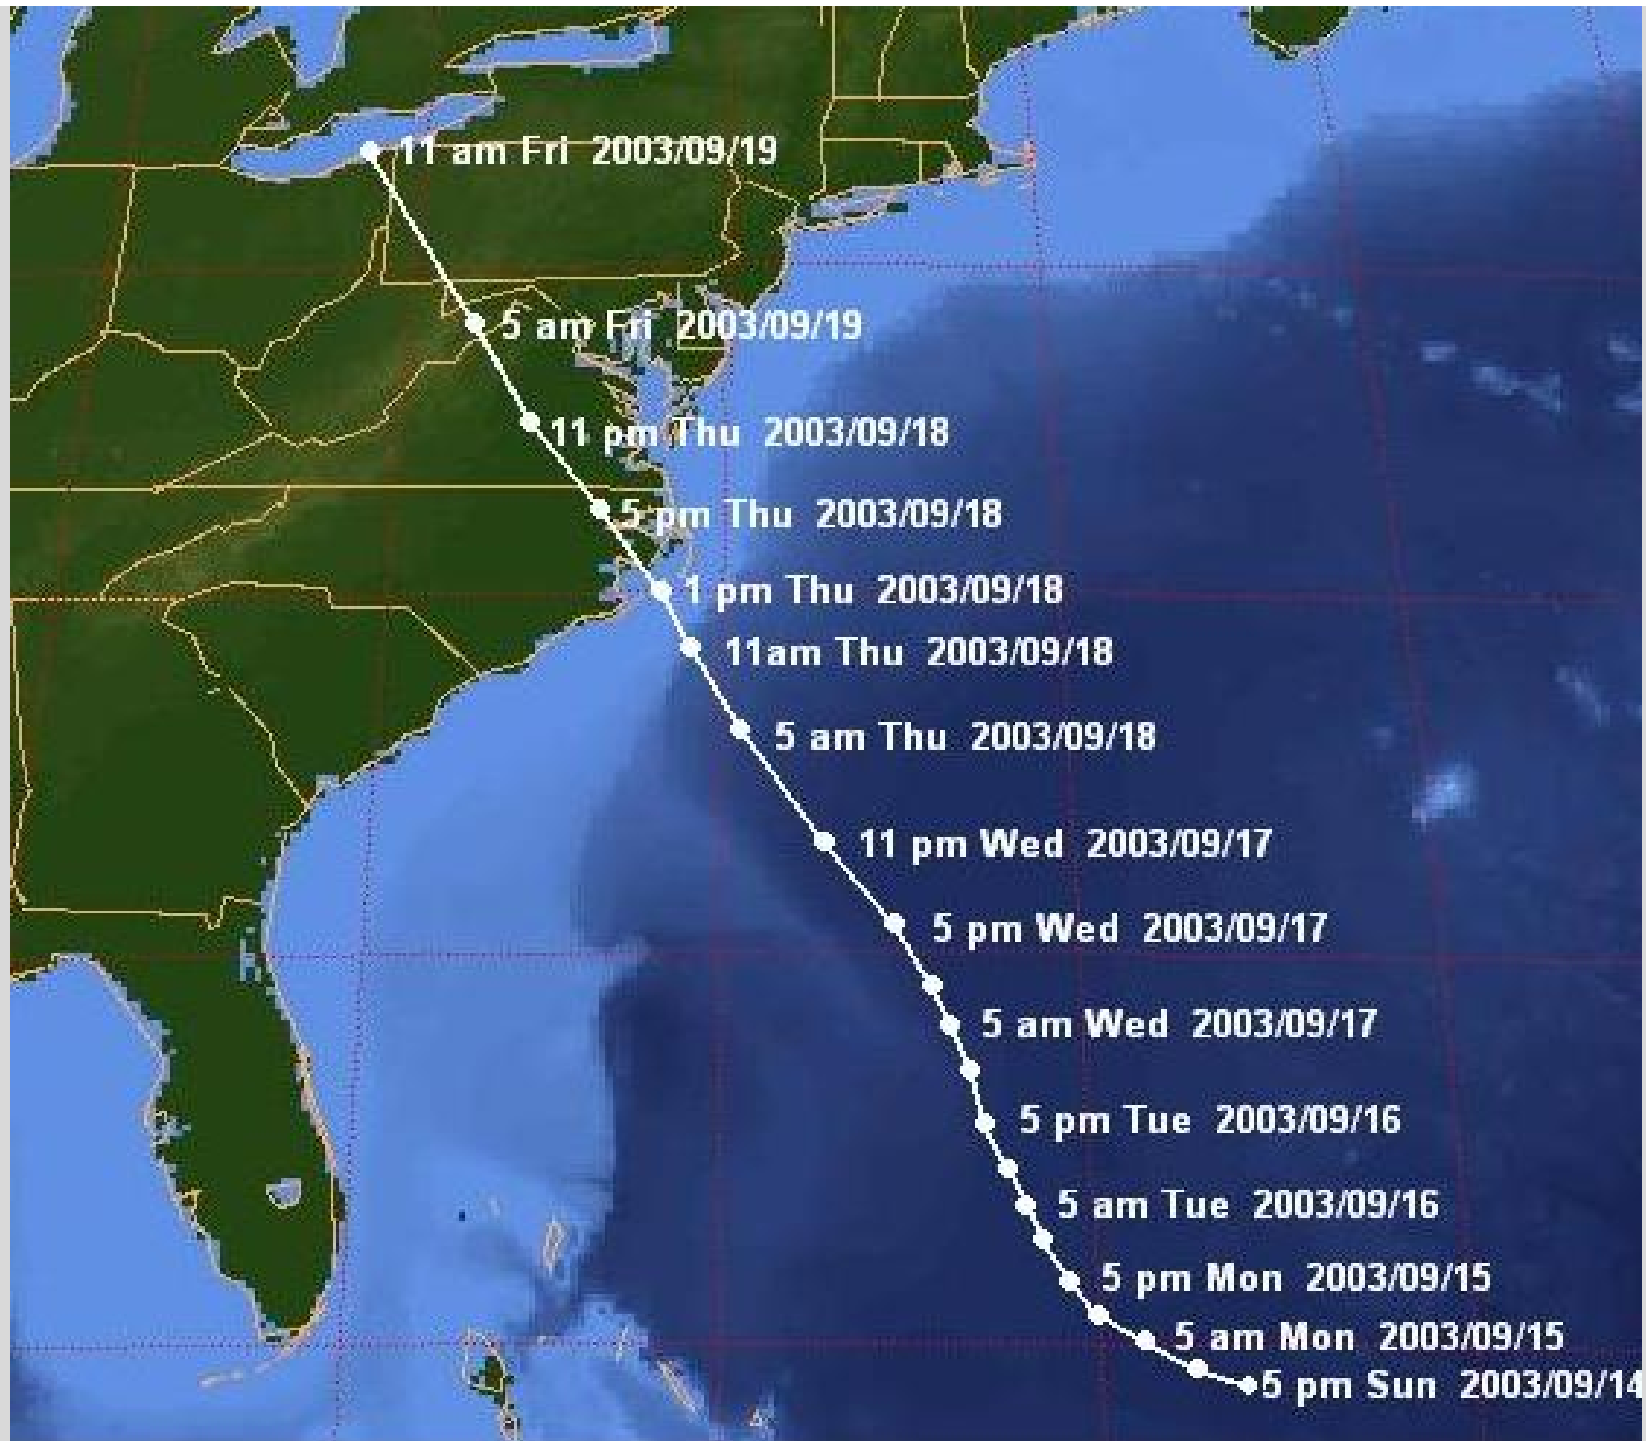 11 am Fri 2003/09/19
5 am Fri 2003/09/19
11 pm Thu 2003/09/18
5 pm Thu 2003/09/18
1 pm Thu 2003/09/18
11am Thu 2003/09/18
5 am Thu 2003/09/18
11 pm Wed 2003/09/17
5 pm Wed 2003/09/17
5 am Wed 2003/09/17
5 pm Tue 2003/09/16
5 am Tue 2003/09/16
5 pm Mon 2003/09/15
5 am Mon 2003/09/15
5 pm Sun 2003/09/14